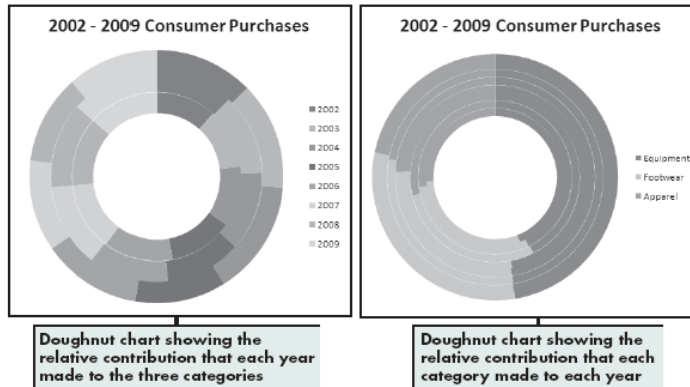 2002 - 2009 Consumer Purchases
2002
2003
2004
2005
2006
2007
2008
2009
Doughnut chart showing the
relative contribution that each year
made to the three categories
2002 - 2009 Consumer Purchases
Equipment
Footwear
Apparel
Doughnut chart showing the
relative contribution that each
category made to each year